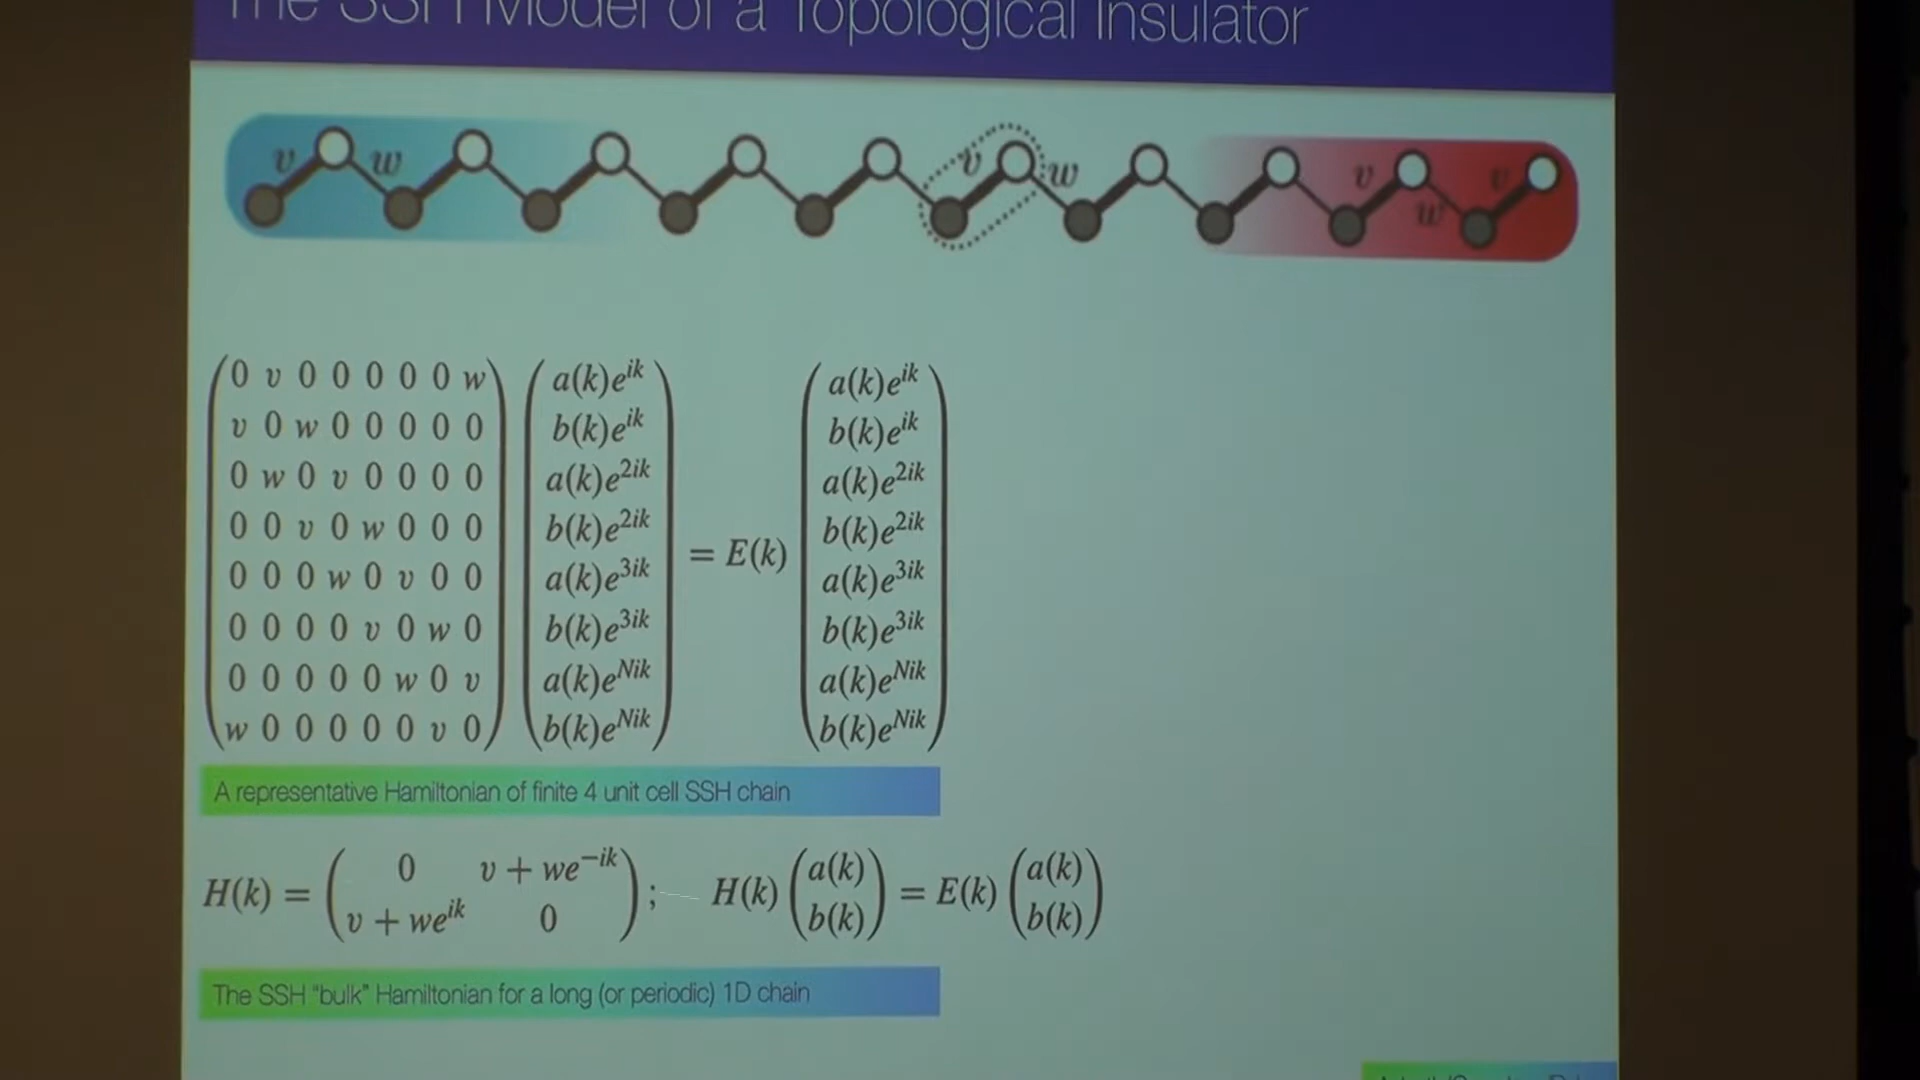 The SSH Model of a Topological Insulator
v w v w v w v
0 v 0 0 0 0 0 w a(k)e^{ik} a(k)e^{ik}
v 0 w 0 0 0 0 0 b(k)e^{ik} b(k)e^{ik}
0 w 0 v 0 0 0 0 a(k)e^{2ik} a(k)e^{2ik}
0 0 v 0 w 0 0 0 b(k)e^{2ik} = E(k) b(k)e^{2ik}
0 0 0 w 0 v 0 0 a(k)e^{3ik} a(k)e^{3ik}
0 0 0 0 v 0 w 0 b(k)e^{3ik} b(k)e^{3ik}
0 0 0 0 0 w 0 v a(k)e^{Nik} a(k)e^{Nik}
w 0 0 0 0 0 v 0 b(k)e^{Nik} b(k)e^{Nik}
A representative Hamiltonian of finite 4 unit cell SSH chain
H(k) = ( 0 v + we^{-ik} ; v + we^{ik} 0 ) ; H(k) ( a(k) b(k) ) = E(k) ( a(k) b(k) )
The SSH "bulk" Hamiltonian for a long (or periodic) 1D chain